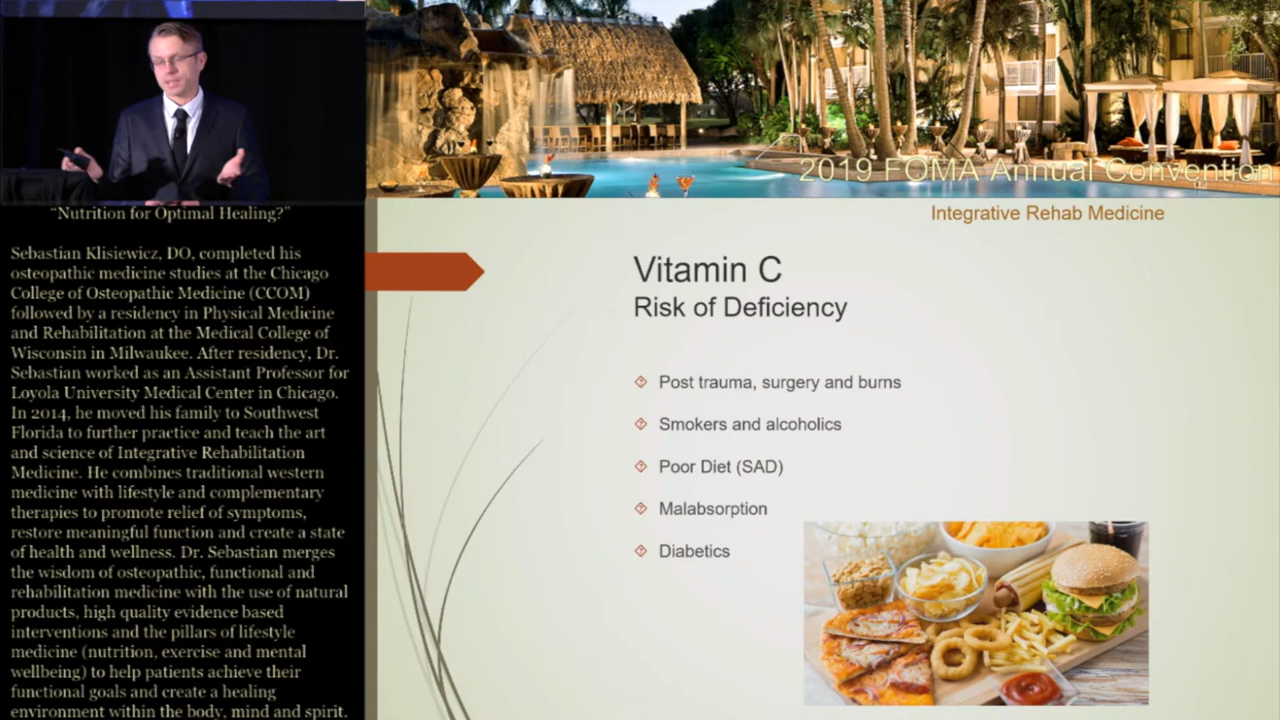 2019 FOMA Annual Convention
"Nutrition for Optimal Healing?"
Sebastian Klisiewicz, DO, completed his
osteopathic medicine studies at the Chicago
College of Osteopathic Medicine (CCOM)
followed by a residency in Physical Medicine
and Rehabilitation at the Medical College of
Wisconsin in Milwaukee. After residency, Dr.
Sebastian worked as an Assistant Professor for
Loyola University Medical Center in Chicago.
In 2014, he moved his family to Southwest
Florida to further practice and teach the art
and science of Integrative Rehabilitation
Medicine. He combines traditional western
medicine with lifestyle and complementary
therapies to promote relief of symptoms,
restore meaningful function and create a state
of health and wellness. Dr. Sebastian merges
the wisdom of osteopathic, functional and
rehabilitation medicine with the use of natural
products, high quality evidence based
interventions and the pillars of lifestyle
medicine (nutrition, exercise and mental
wellbeing) to help patients achieve their
functional goals and create a healing
environment within the body, mind and spirit.
Integrative Rehab Medicine
Vitamin C
Risk of Deficiency
Post trauma, surgery and burns
Smokers and alcoholics
Poor Diet (SAD)
Malabsorption
Diabetics